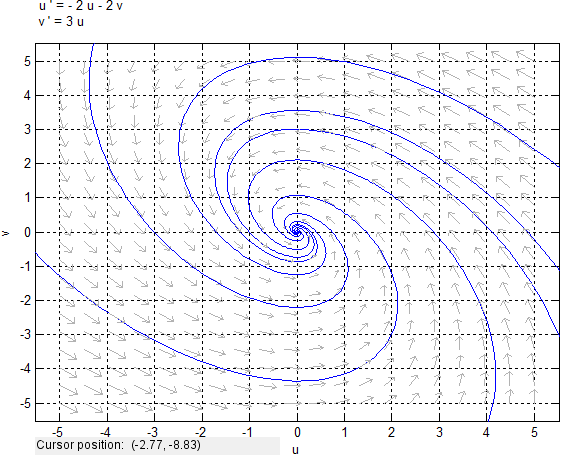 u ' = - 2 u - 2 v
v ' = 3 u
5
4
3
2
1
0
-1
-2
-3
-4
-5
v
-5 -4 -3 -2 -1 0 1 2 3 4 5
Cursor position: (-2.77, -8.83)
u